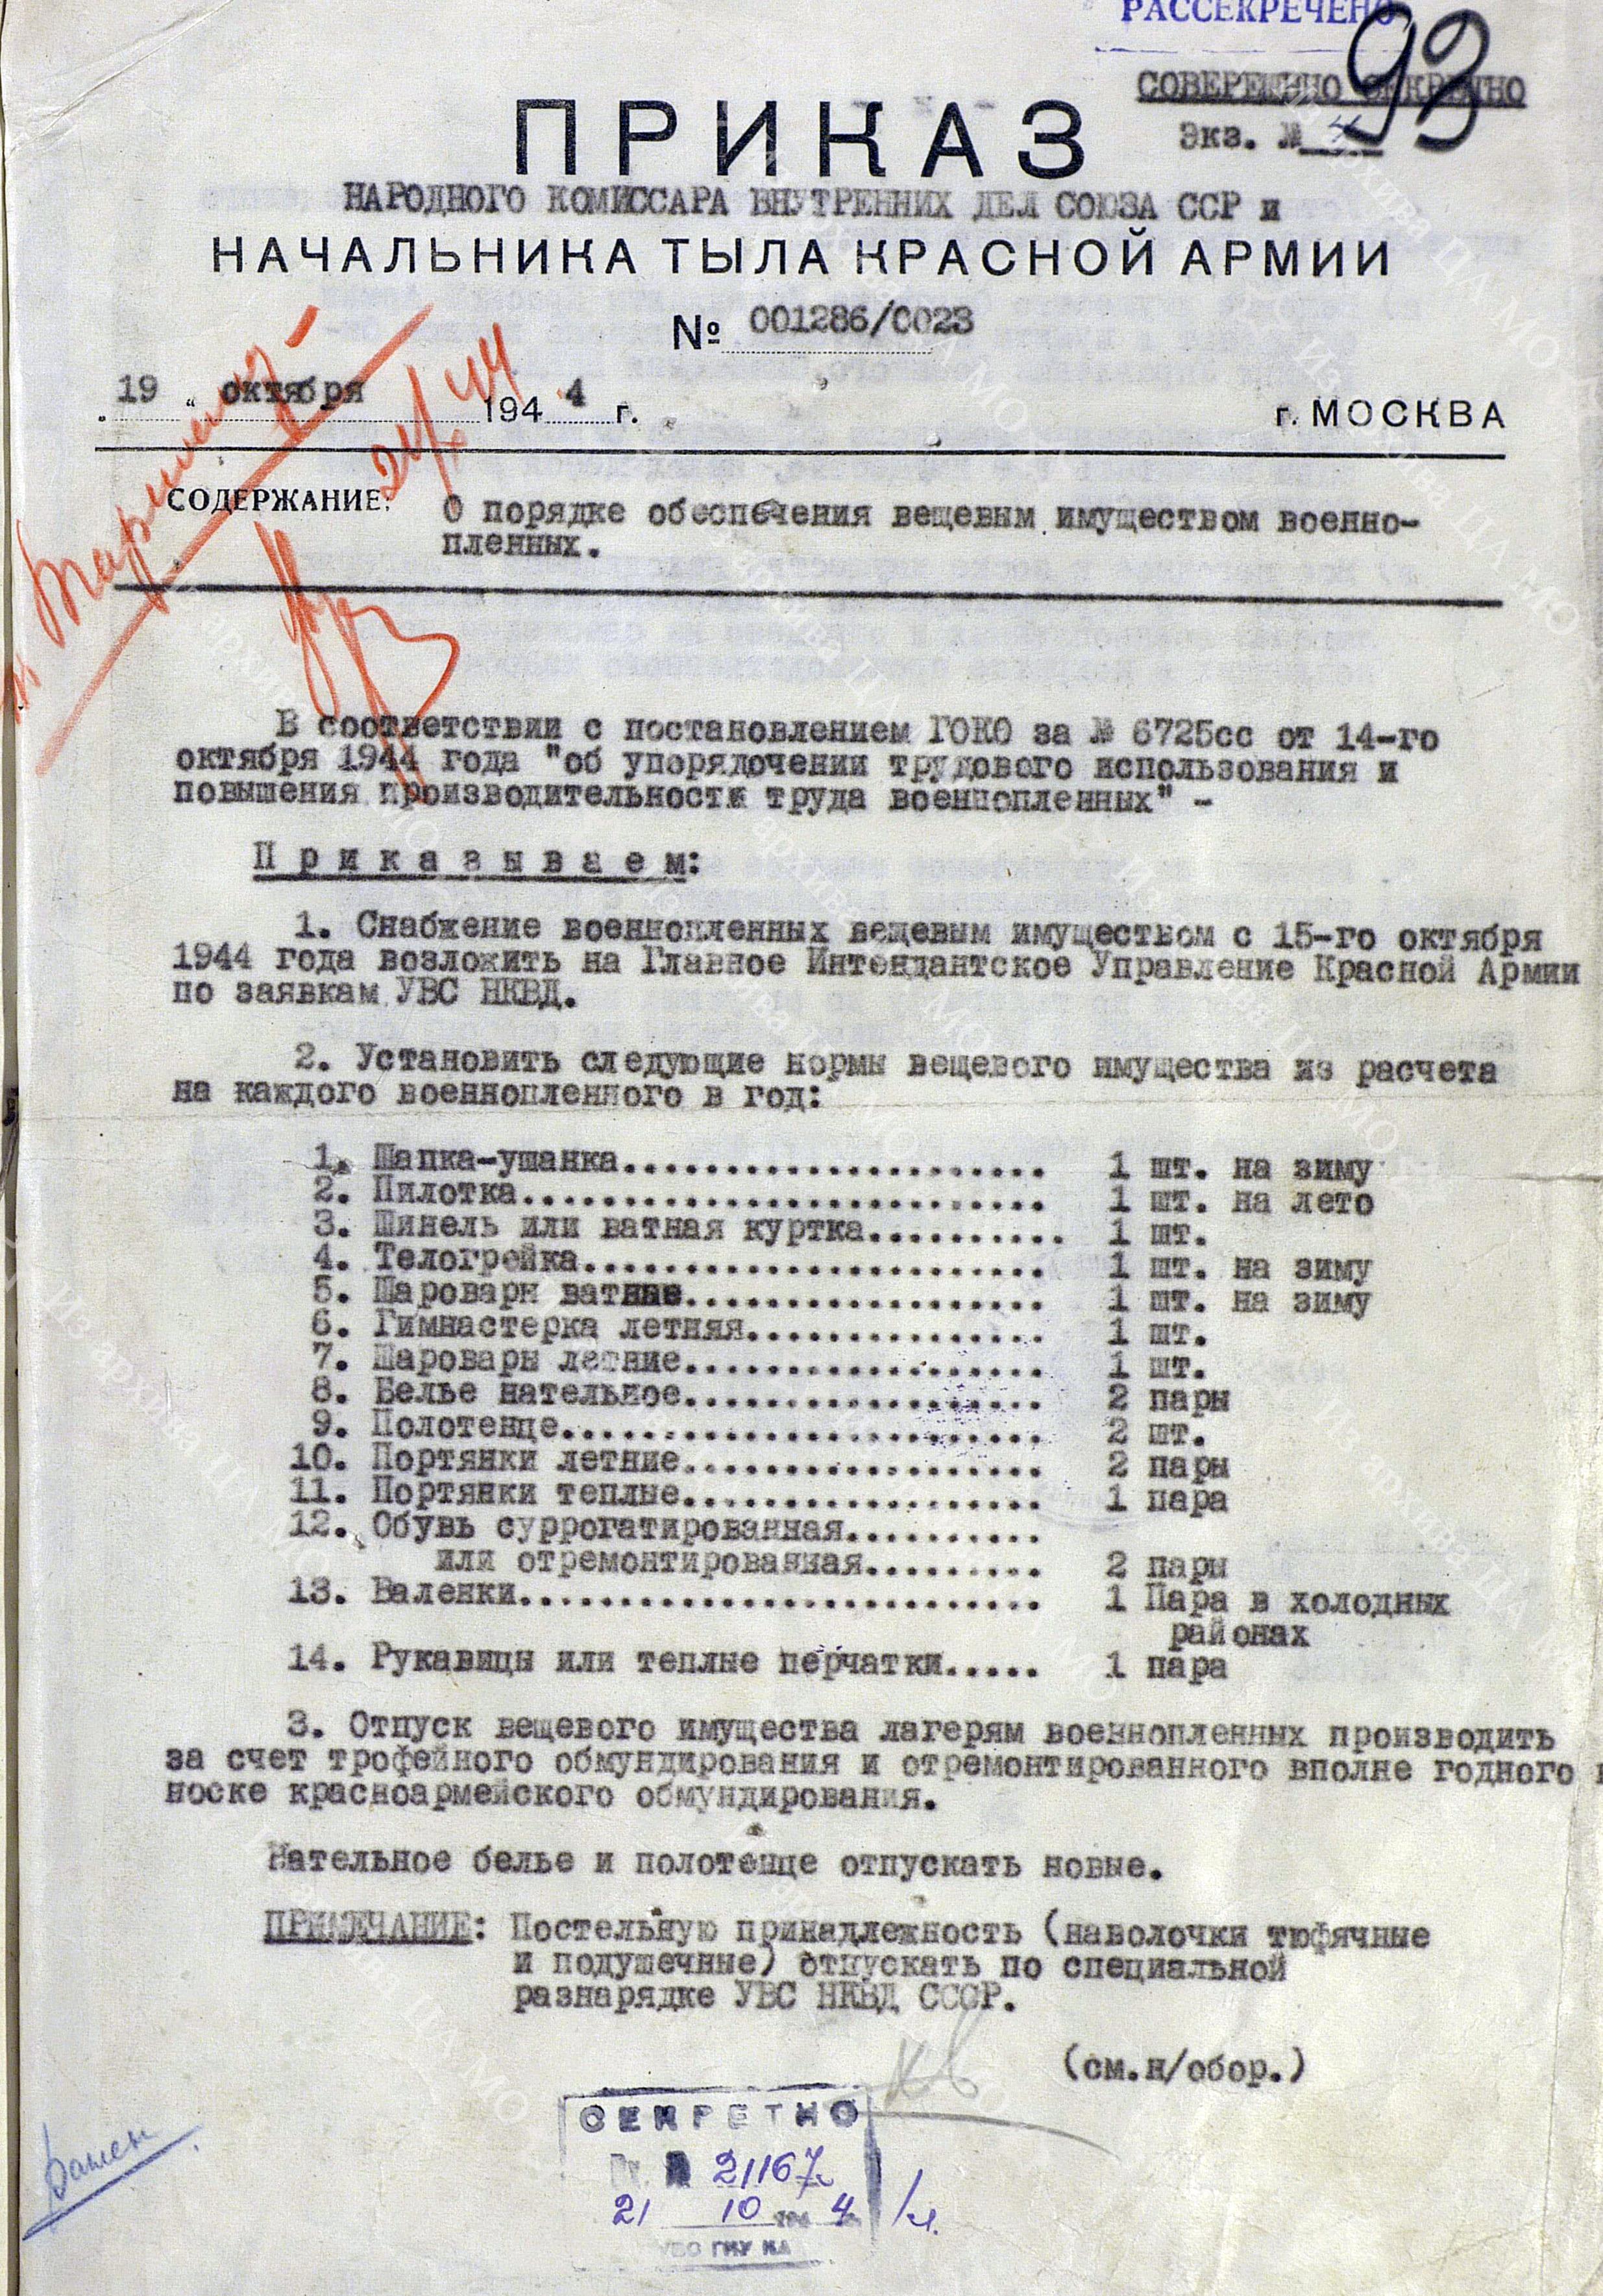 РАССЕКРЕЧЕНО
93
СОВЕРШЕННО СЕКРЕТНО
Экз. №
ПРИКАЗ
НАРОДНОГО КОМИССАРА ВНУТРЕННИХ ДЕЛ СОЮЗА ССР и
НАЧАЛЬНИКА ТЫЛА КРАСНОЙ АРМИИ
№ 001286/0023
„ 19 “ октября 1944 г.
г. МОСКВА
СОДЕРЖАНИЕ: О порядке обеспечения вещевым имуществом военно-
пленных.
В соответствии с постановлением ГОКО за № 6725сс от 14-го
октября 1944 года "об упорядочении трудового использования и
повышения производительности труда военнопленных" -
Приказываем:
1. Снабжение военнопленных вещевым имуществом с 15-го октября
1944 года возложить на Главное Интендантское Управление Красной Армии
по заявкам УВС НКВД.
2. Установить следующие нормы вещевого имущества из расчета
на каждого военнопленного в год:
1. Шапка-ушанка..................... 1 шт. на зиму
2. Пилотка.......................... 1 шт. на лето
3. Шинель или ватная куртка.......... 1 шт.
4. Телогрейка....................... 1 шт. на зиму
5. Шаровары ватные.................. 1 шт. на зиму
6. Гимнастерка летняя............... 1 шт.
7. Шаровары летние.................. 1 шт.
8. Белье нательное.................. 2 пары
9. Полотенце........................ 2 шт.
10. Портянки летние.................. 2 пары
11. Портянки теплые.................. 1 пара
12. Обувь суррогатированная..........
или отремонтированная......... 2 пары
13. Валенки.......................... 1 Пара в холодных
районах
14. Рукавицы или теплые перчатки..... 1 пара
3. Отпуск вещевого имущества лагерям военнопленных производить
за счет трофейного обмундирования и отремонтированного вполне годного к
носке красноармейского обмундирования.
Нательное белье и полотенце отпускать новые.
ПРИМЕЧАНИЕ: Постельную принадлежность (наволочки тюфячные
и подушечные) отпускать по специальной
разнарядке УВС НКВД СССР.
(см.н/обор.)
СЕКРЕТНО
21167
21 10 4